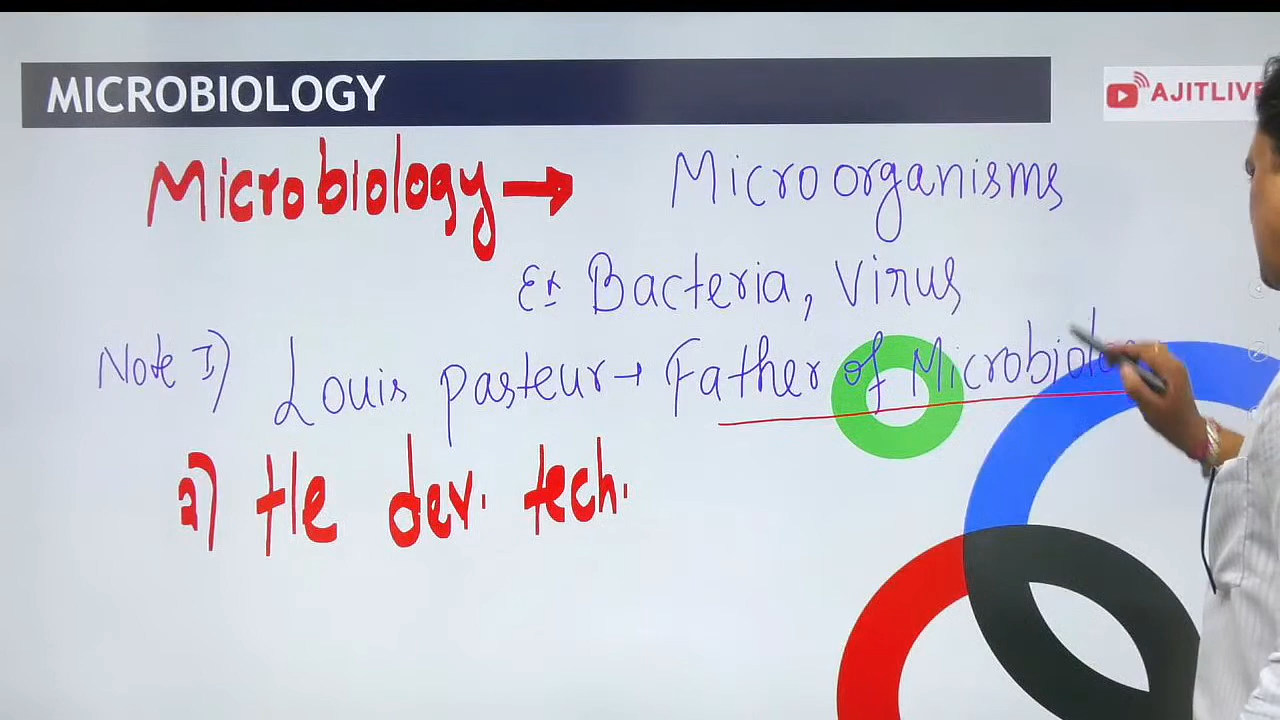 MICROBIOLOGY
AJITLIVE
Microbiology → Microorganisms
Ex Bacteria, Virus
Note 1) Louis pasteur → Father of Microbiolo
2) He dev. tech.